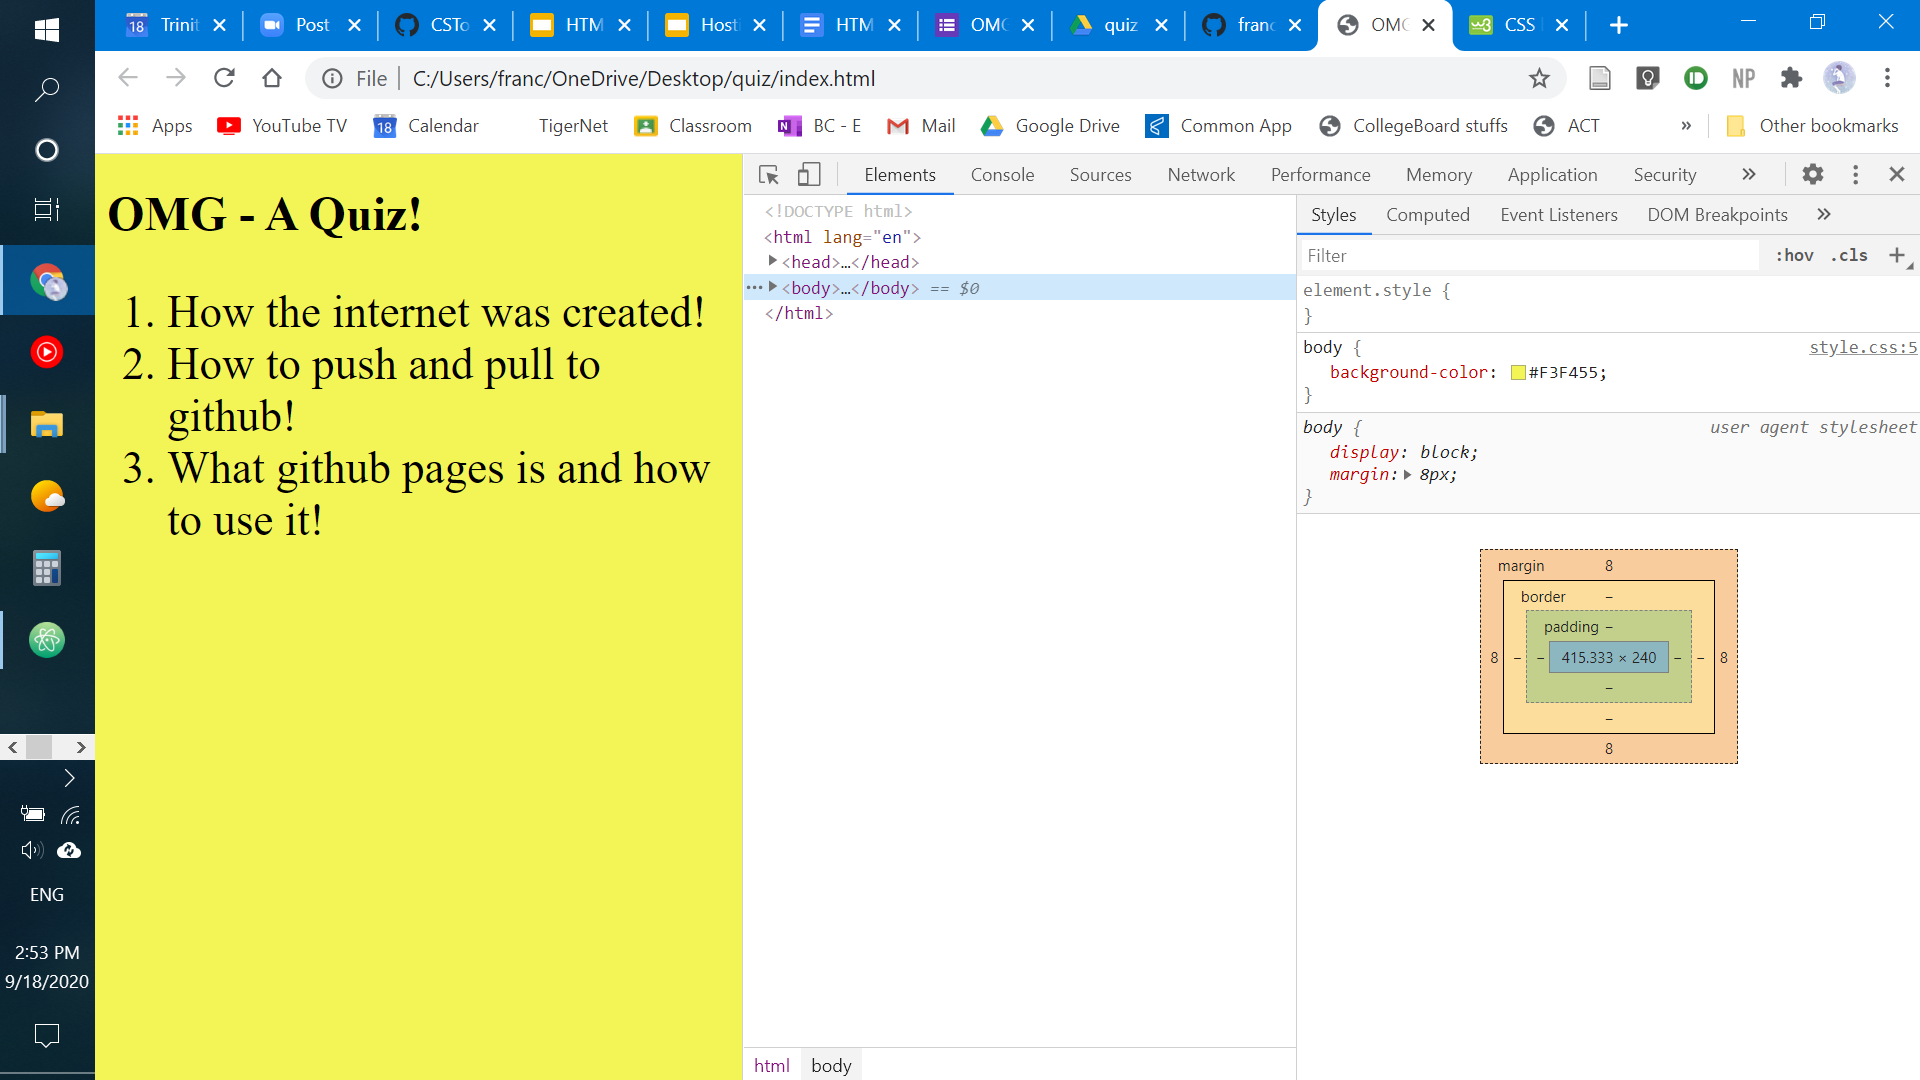 Trinit
Post
CSTo
HTM
Host
HTM
OMG
quiz
franc
OMG
CSS
File
C:/Users/franc/OneDrive/Desktop/quiz/index.html
NP
Apps
YouTube TV
18
Calendar
TigerNet
Classroom
BC - E
Mail
Google Drive
Common App
CollegeBoard stuffs
ACT
»
Other bookmarks
OMG - A Quiz!
1. How the internet was created!
2. How to push and pull to
github!
3. What github pages is and how
to use it!
Elements Console Sources Network Performance Memory Application Security »
<!DOCTYPE html>
<html lang="en">
<head>…</head>
<body>…</body> == $0
</html>
html body
Styles Computed Event Listeners DOM Breakpoints »
Filter :hov .cls +
element.style {
}
body { style.css:5
background-color: #F3F455;
}
body { user agent stylesheet
display: block;
margin: 8px;
}
margin 8
border –
padding –
8 – – 415.333 × 240 – – 8
–
–
8
ENG
2:53 PM
9/18/2020